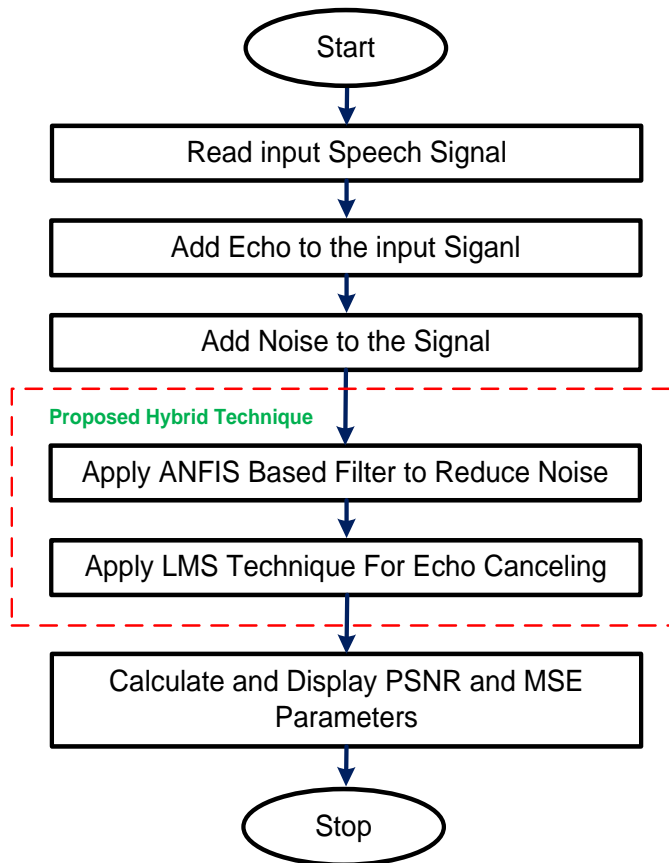 Start
Read input Speech Signal
Add Echo to the input Siganl
Add Noise to the Signal
Proposed Hybrid Technique
Apply ANFIS Based Filter to Reduce Noise
Apply LMS Technique For Echo Canceling
Calculate and Display PSNR and MSE
Parameters
Stop